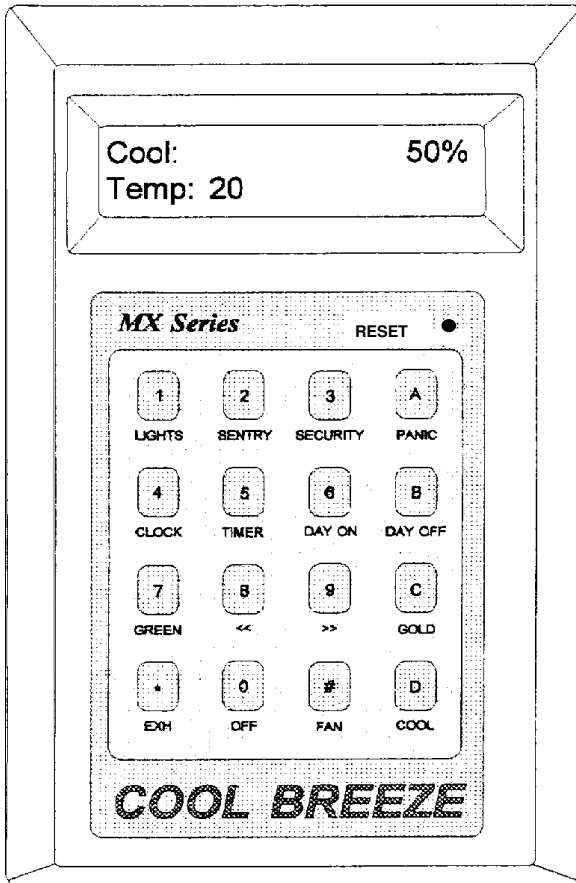 Cool: 50%
Temp: 20
MX Series RESET
1 2 3 A
LIGHTS SENTRY SECURITY PANIC
4 5 6 B
CLOCK TIMER DAY ON DAY OFF
7 8 9 C
GREEN << >> GOLD
* 0 # D
EXH OFF FAN COOL
COOL BREEZE